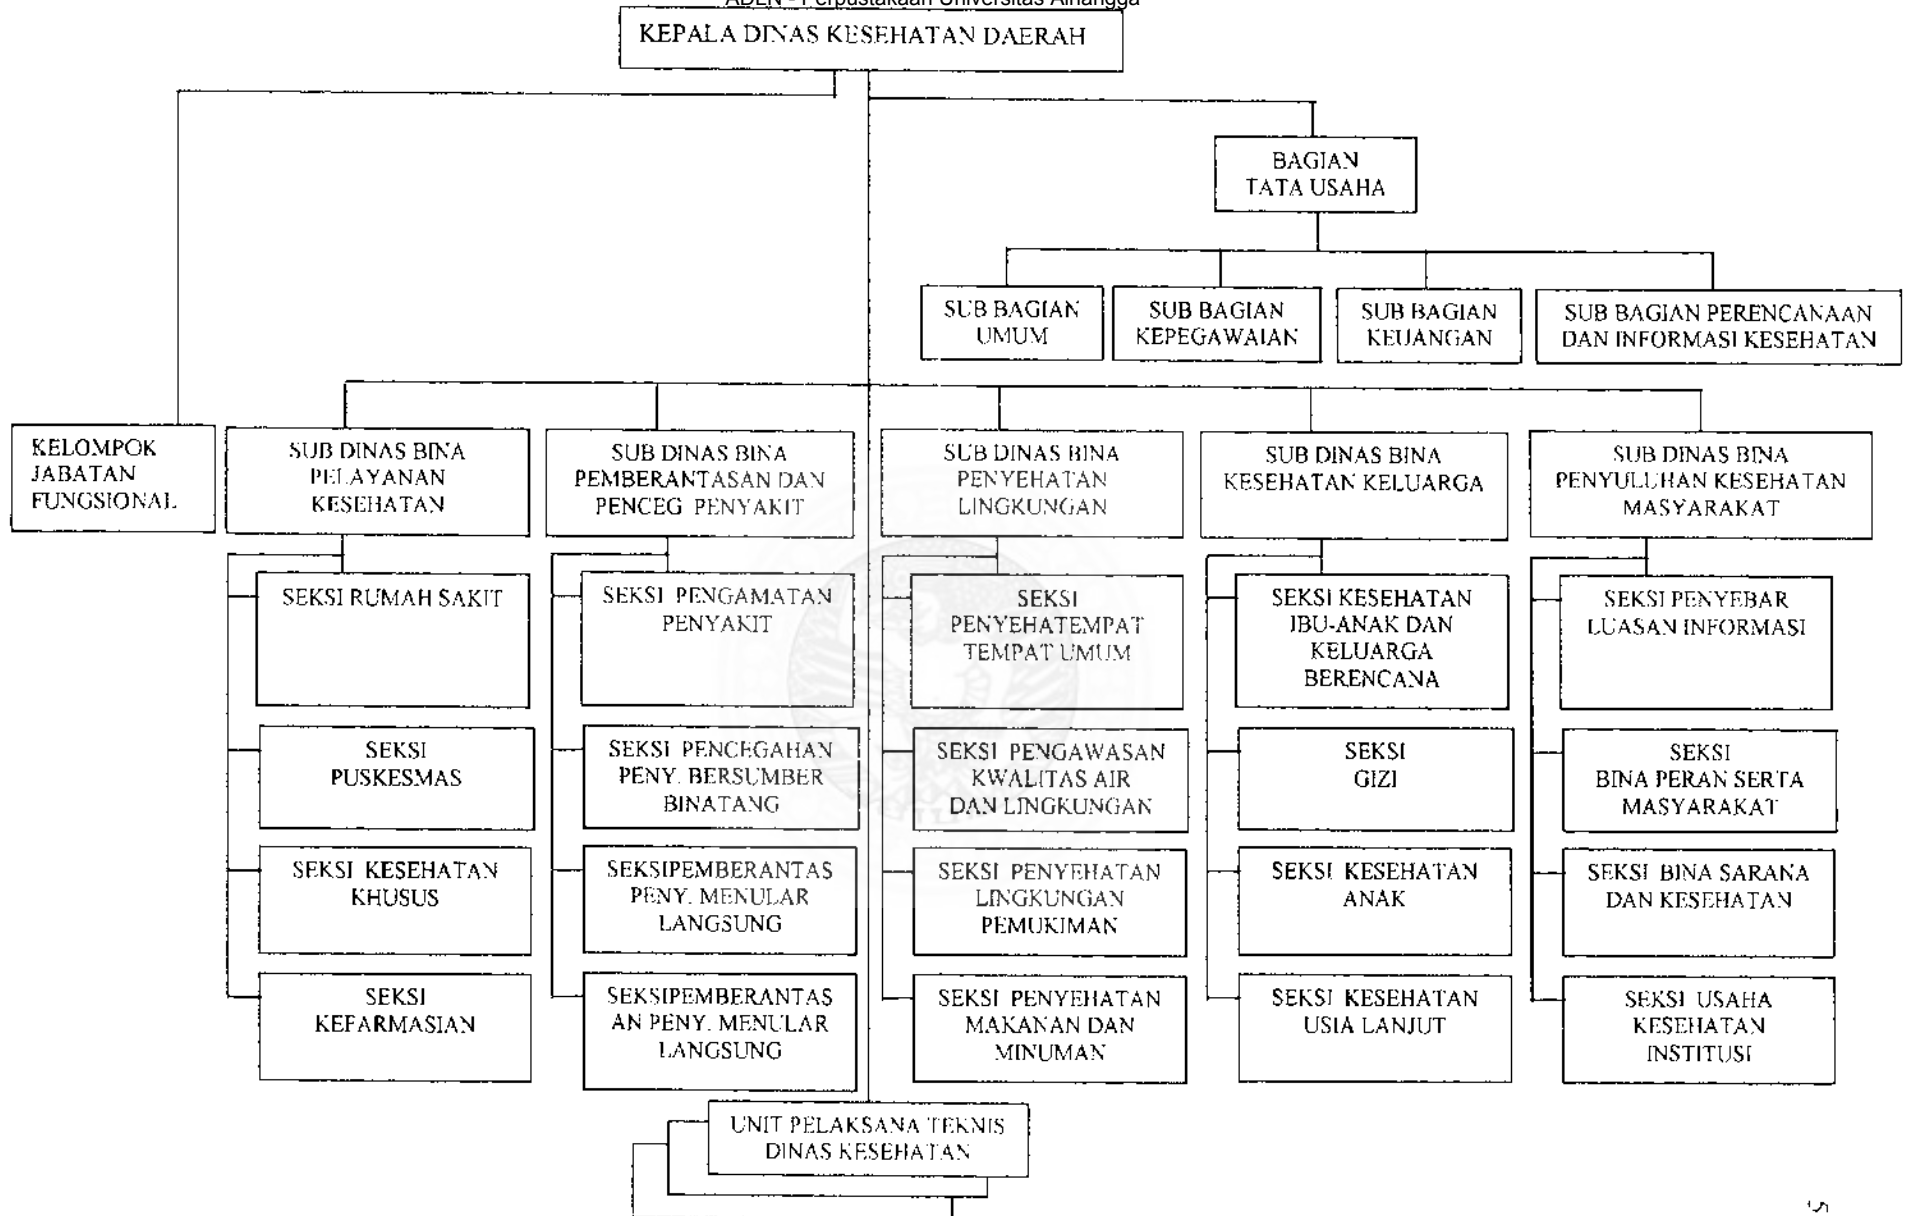 ADLN - Perpustakaan Universitas Airlangga
KEPALA DINAS KESEHATAN DAERAH
BAGIAN
TATA USAHA
SUB BAGIAN
UMUM
SUB BAGIAN
KEPEGAWAIAN
SUB BAGIAN
KEUANGAN
SUB BAGIAN PERENCANAAN
DAN INFORMASI KESEHATAN
KELOMPOK
JABATAN
FUNGSIONAL
SUB DINAS BINA
PELAYANAN
KESEHATAN
SUB DINAS BINA
PEMBERANTASAN DAN
PENCEG PENYAKIT
SUB DINAS BINA
PENYEHATAN
LINGKUNGAN
SUB DINAS BINA
KESEHATAN KELUARGA
SUB DINAS BINA
PENYULUHAN KESEHATAN
MASYARAKAT
SEKSI RUMAH SAKIT
SEKSI PENGAMATAN
PENYAKIT
SEKSI
PENYEHATEMPAT
TEMPAT UMUM
SEKSI KESEHATAN
IBU-ANAK DAN
KELUARGA
BERENCANA
SEKSI PENYEBAR
LUASAN INFORMASI
SEKSI
PUSKESMAS
SEKSI PENCEGAHAN
PENY. BERSUMBER
BINATANG
SEKSI PENGAWASAN
KWALITAS AIR
DAN LINGKUNGAN
SEKSI
GIZI
SEKSI
BINA PERAN SERTA
MASYARAKAT
SEKSI KESEHATAN
KHUSUS
SEKSIPEMBERANTAS
PENY. MENULAR
LANGSUNG
SEKSI PENYEHATAN
LINGKUNGAN
PEMUKIMAN
SEKSI KESEHATAN
ANAK
SEKSI BINA SARANA
DAN KESEHATAN
SEKSI
KEFARMASIAN
SEKSIPEMBERANTAS
AN PENY. MENULAR
LANGSUNG
SEKSI PENYEHATAN
MAKANAN DAN
MINUMAN
SEKSI KESEHATAN
USIA LANJUT
SEKSI USAHA
KESEHATAN
INSTITUSI
UNIT PELAKSANA TEKNIS
DINAS KESEHATAN